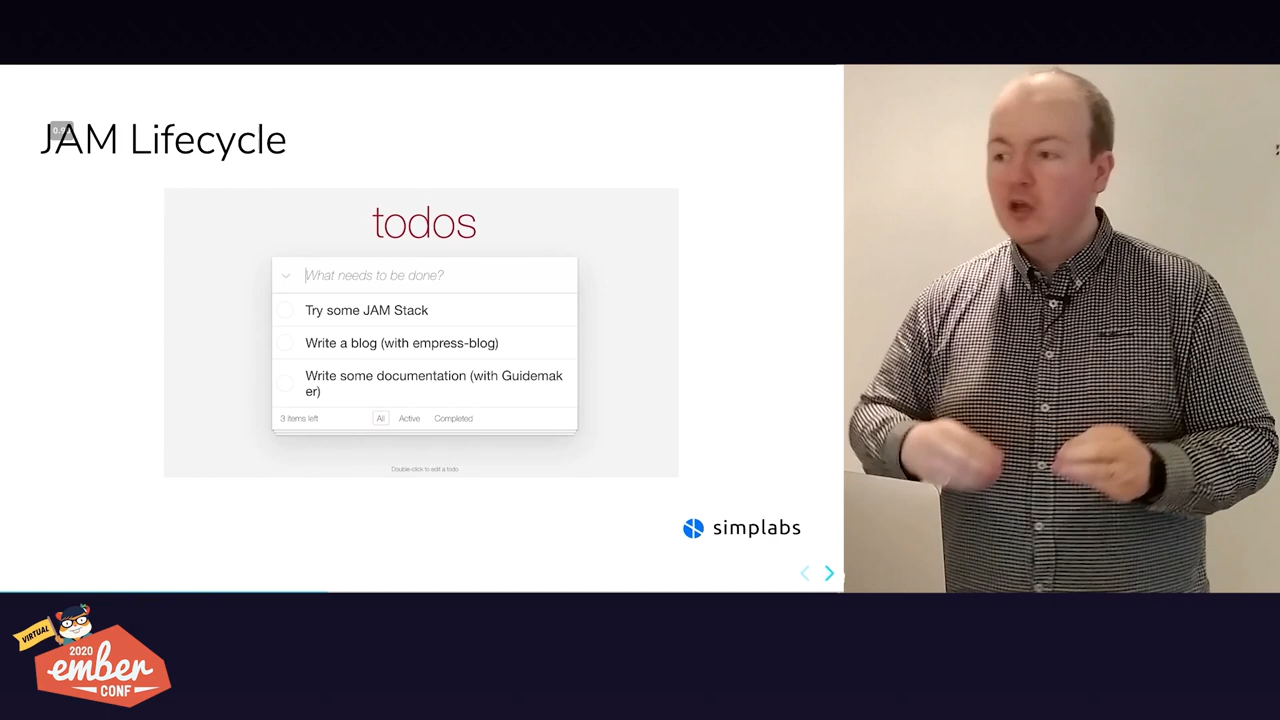 JAM Lifecycle
todos
What needs to be done?
Try some JAM Stack
Write a blog (with empress-blog)
Write some documentation (with Guidemak
er)
3 items left All Active Completed
Double-click to edit a todo
simplabs
VIRTUAL
2020
ember
CONF